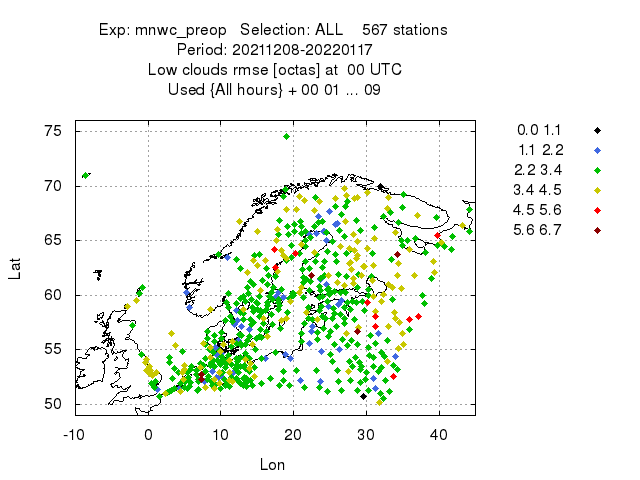 Exp: mnwc_preop   Selection: ALL    567 stations
Period: 20211208-20220117
Low clouds rmse [octas] at  00 UTC
Used {All hours} + 00 01 ... 09
0.0 1.1
1.1 2.2
2.2 3.4
3.4 4.5
4.5 5.6
5.6 6.7
75
70
65
60
55
50
Lat
-10 0 10 20 30 40
Lon